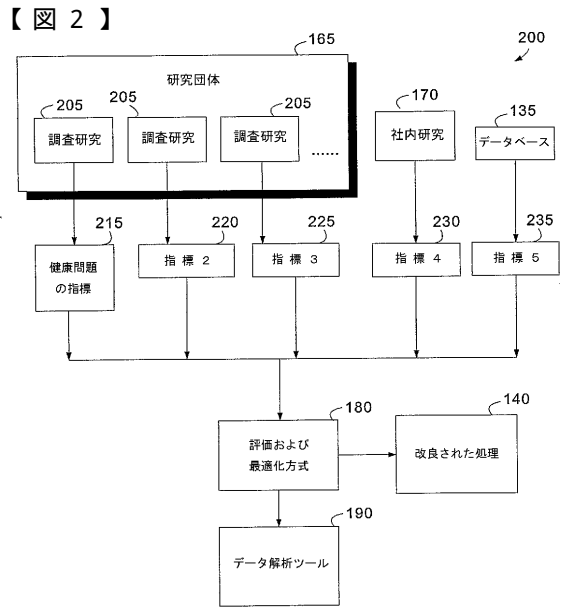 【図2】
200
165
研究団体
205
205
205
170
135
調査研究
調査研究
調査研究
……
社内研究
データベース
215
220
225
230
235
健康問題
の指標
指標2
指標3
指標4
指標5
180
140
評価および
最適化方式
改良された処理
190
データ解析ツール